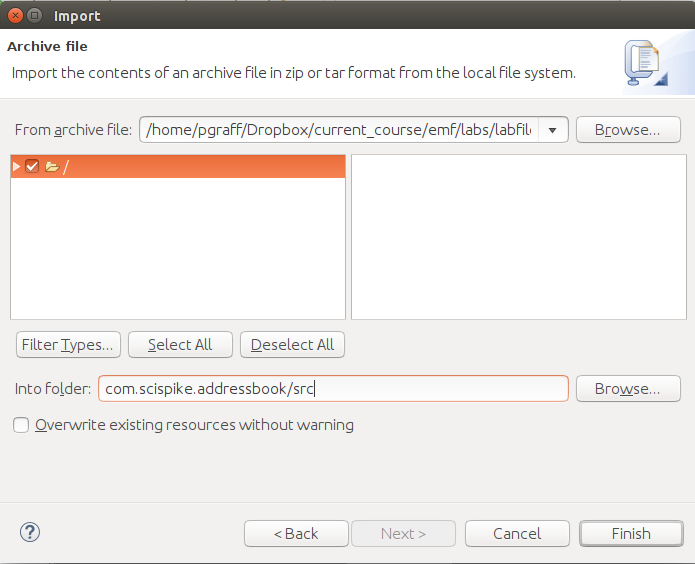 Import
Archive file
Import the contents of an archive file in zip or tar format from the local file system.
From archive file: /home/pgraff/Dropbox/current_course/emf/labs/labfil Browse...
/
Filter Types... Select All Deselect All
Into folder: com.scispike.addressbook/src Browse...
Overwrite existing resources without warning
? < Back Next > Cancel Finish